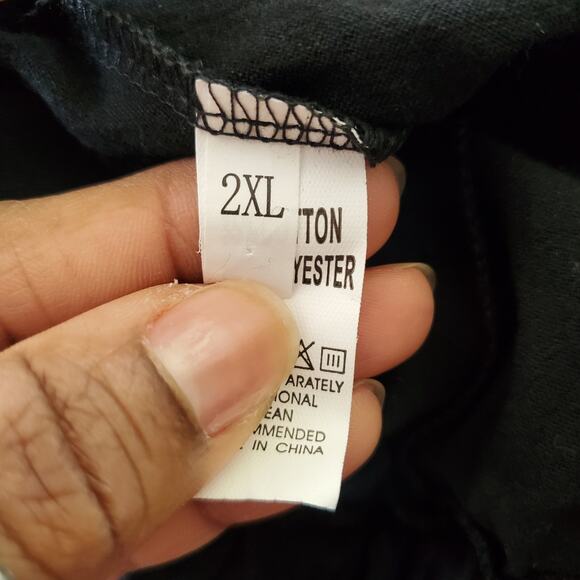 2XL
TTON
YESTER
ARATELY
IONAL
EAN
MMENDED
IN CHINA